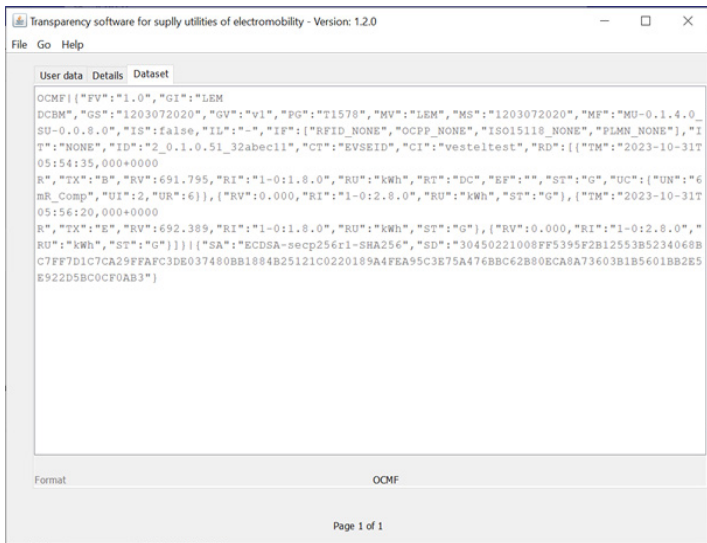 Transparency software for suplly utilities of electromobility - Version: 1.2.0
File Go Help
User data Details Dataset
OCMF|{"FV":"1.0","GI":"LEM
DCBM","GS":"1203072020","GV":"v1","PG":"T1578","MV":"LEM","MS":"1203072020","MF":"MU-0.1.4.0_
SU-0.0.8.0","IS":false,"IL":"-","IF":["RFID_NONE","OCPP_NONE","ISO15118_NONE","PLMN_NONE"],"I
T":"NONE","ID":"2_0.1.0.51_32abec11","CT":"EVSEID","CI":"vesteltest","RD":[{"TM":"2023-10-31T
05:54:35,000+0000
R","TX":"B","RV":691.795,"RI":"1-0:1.8.0","RU":"kWh","RT":"DC","EF":"","ST":"G","UC":{"UN":"6
mR_Comp","UI":2,"UR":6}},{"RV":0.000,"RI":"1-0:2.8.0","RU":"kWh","ST":"G"},{"TM":"2023-10-31T
05:56:20,000+0000
R","TX":"E","RV":692.389,"RI":"1-0:1.8.0","RU":"kWh","ST":"G"},{"RV":0.000,"RI":"1-0:2.8.0","
RU":"kWh","ST":"G"}]}|{"SA":"ECDSA-secp256r1-SHA256","SD":"30450221008FF5395F2B12553B5234068B
C7FF7D1C7CA29FFAFC3DE037480BB1884B25121C0220189A4FEA95C3E75A476BBC62B80ECA8A73603B1B5601BB2E5
E922D5BC0CF0AB3"}
Format OCMF
Page 1 of 1